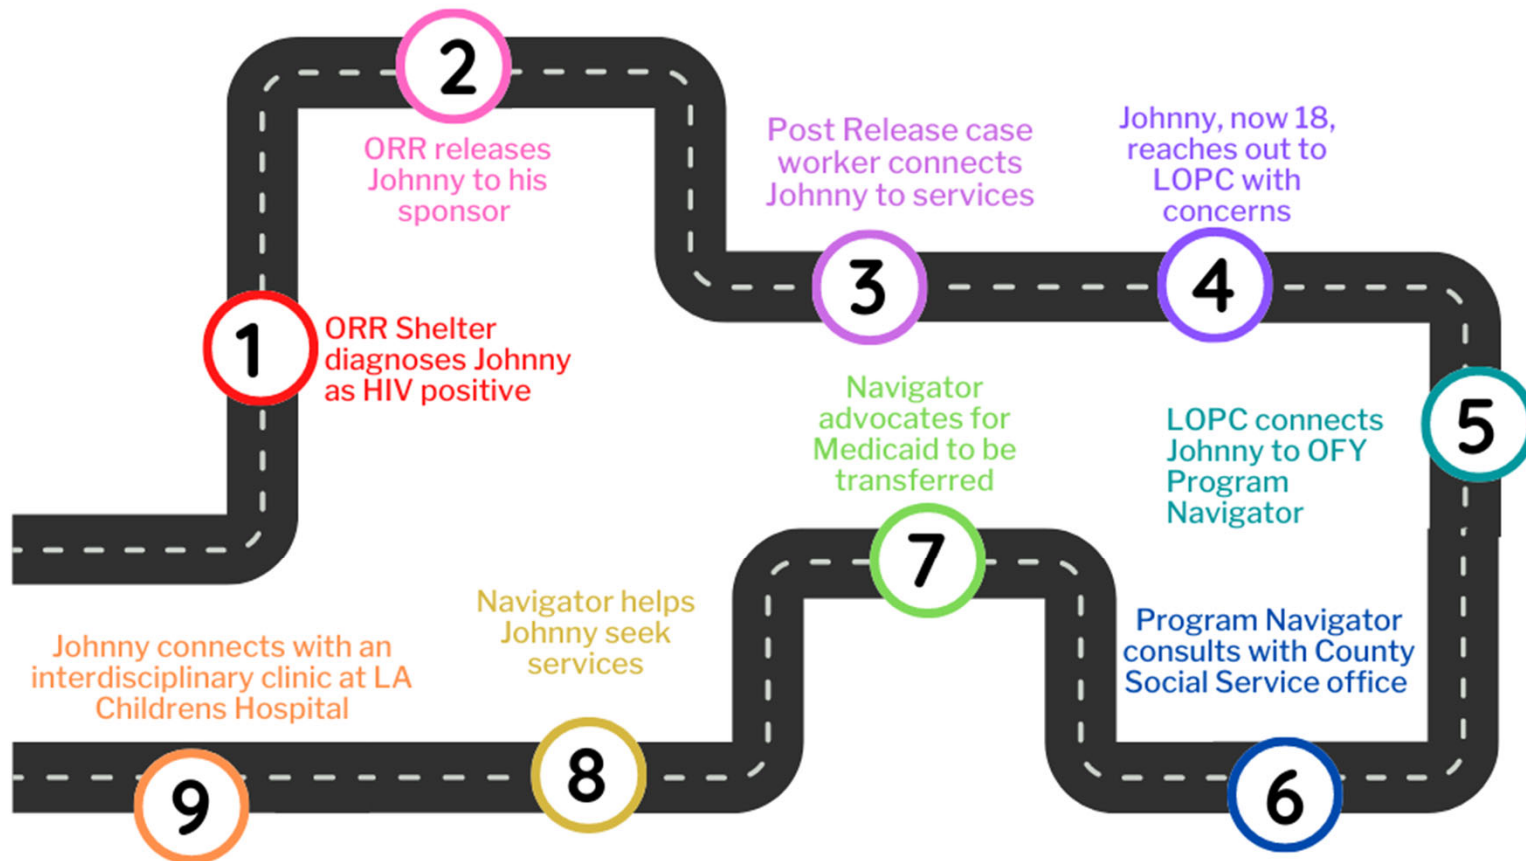 1
ORR Shelter
diagnoses Johnny
as HIV positive
2
ORR releases
Johnny to his
sponsor
Post Release case
worker connects
Johnny to services
3
Johnny, now 18,
reaches out to
LOPC with
concerns
4
5
LOPC connects
Johnny to OFY
Program
Navigator
Program Navigator
consults with County
Social Service office
6
Navigator
advocates for
Medicaid to be
transferred
7
Navigator helps
Johnny seek
services
8
Johnny connects with an
interdisciplinary clinic at LA
Childrens Hospital
9